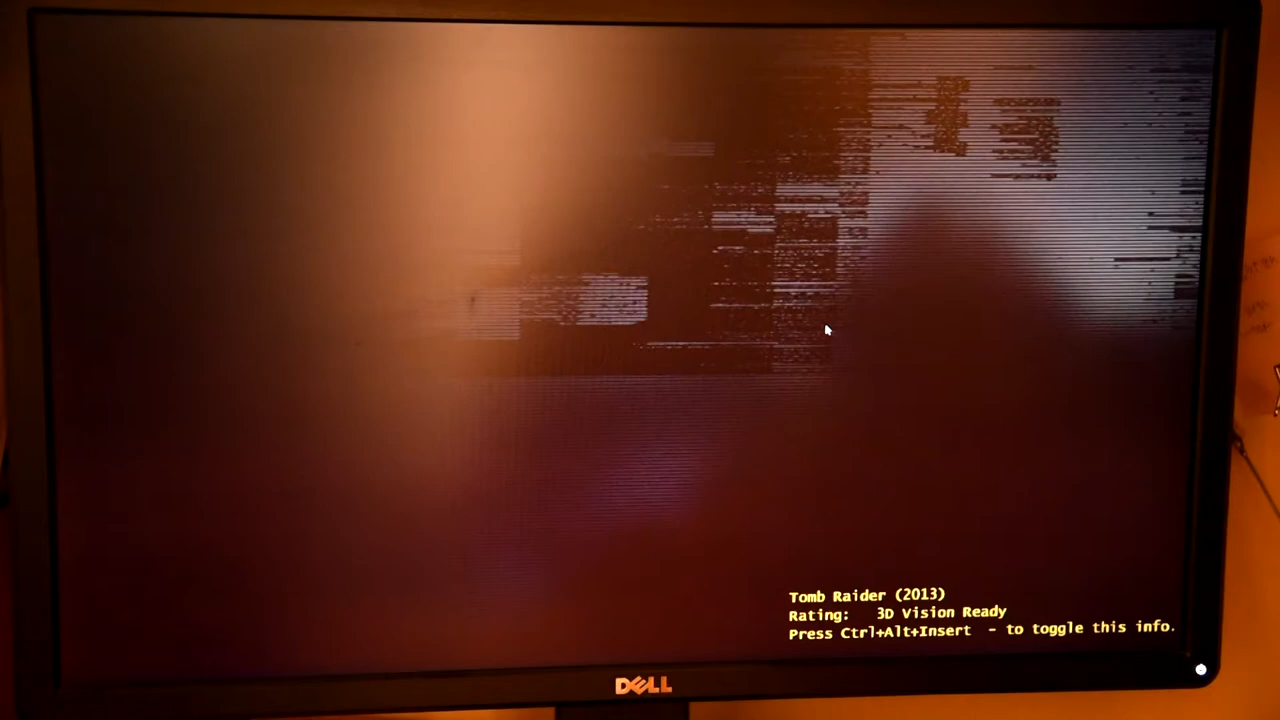 Tomb Raider (2013)
Rating: 3D Vision Ready
Press Ctrl+Alt+Insert - to toggle this info.
DELL